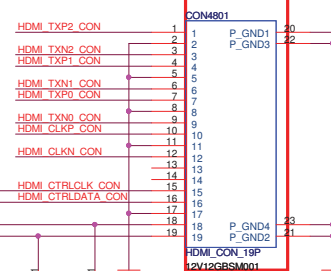 CON4801
HDMI_TXP2_CON 1 1 P_GND1 20
2 2 P_GND3 22
HDMI_TXN2_CON 3 3
HDMI_TXP1_CON 4 4
5 5
HDMI_TXN1_CON 6 6
HDMI_TXP0_CON 7 7
8 8
HDMI_TXN0_CON 9 9
HDMI_CLKP_CON 10 10
11 11
HDMI_CLKN_CON 12 12
13 13
14 14
HDMI_CTRLCLK_CON 15 15
HDMI_CTRLDATA_CON 16 16
17 17
18 18 P_GND4 23
19 19 P_GND2 21
HDMI_CON_19P
12V12GBSM001